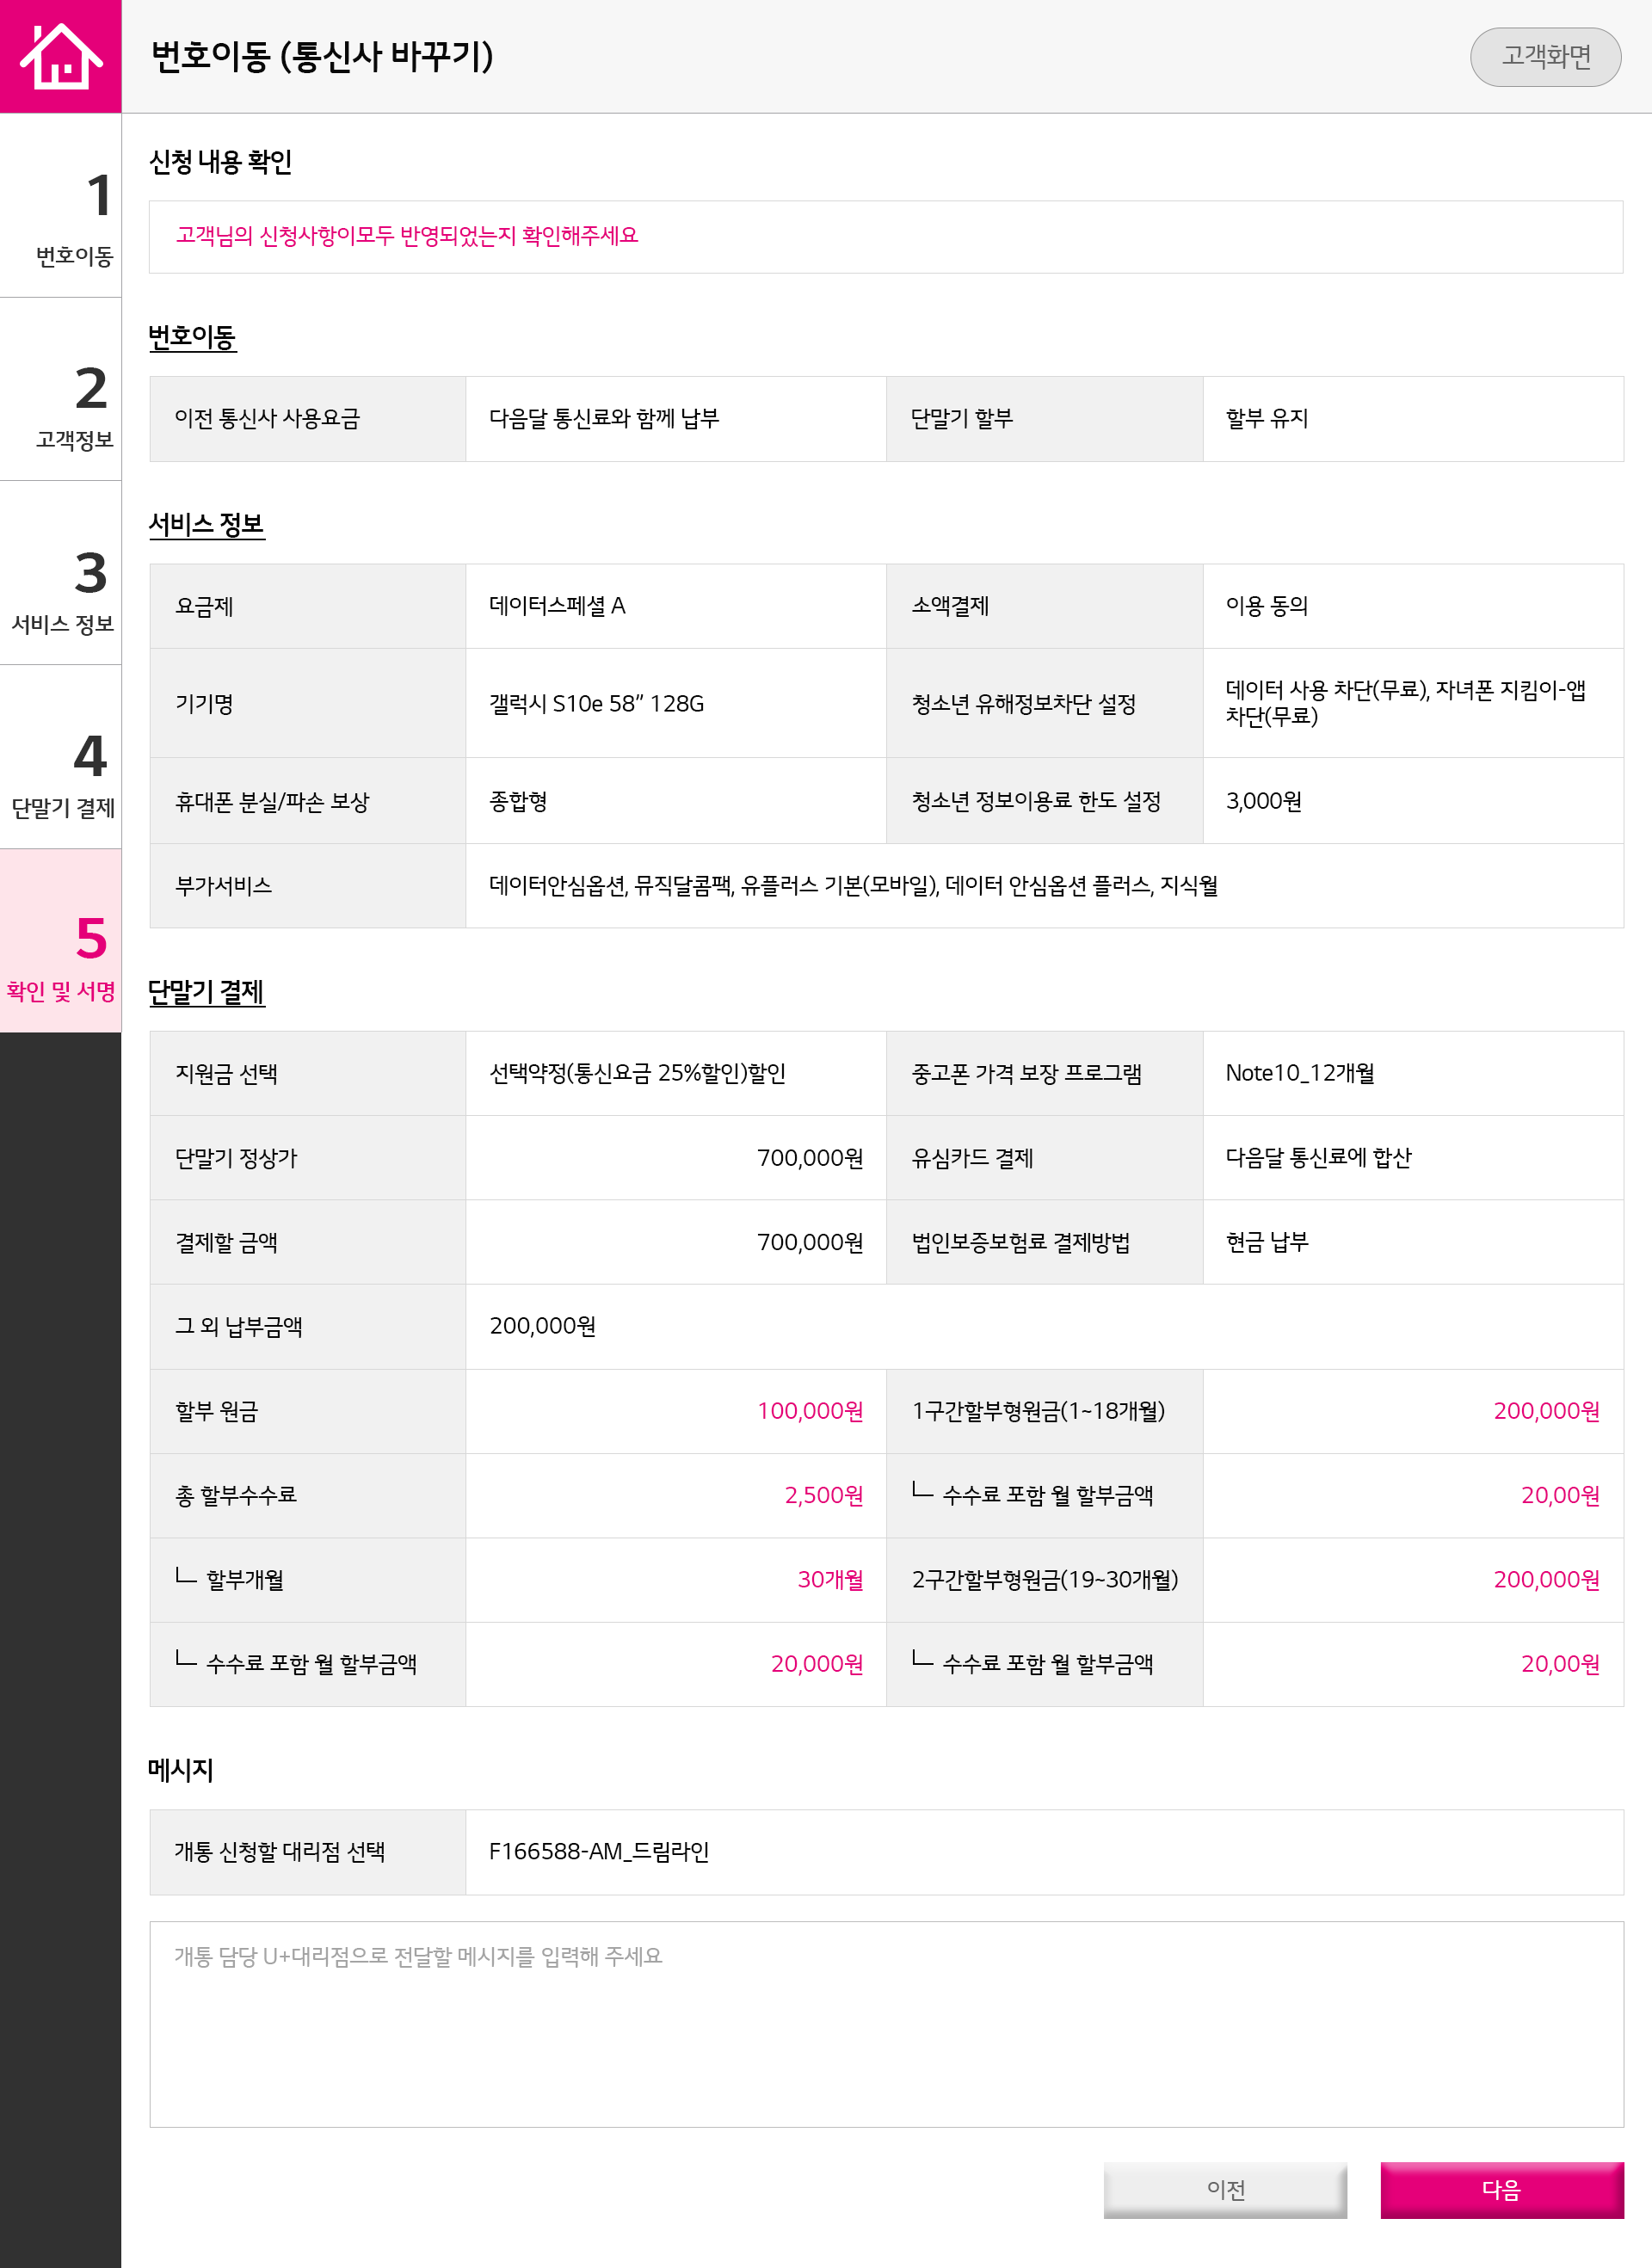 번호이동 (통신사 바꾸기)
고객화면
1
번호이동
2
고객정보
3
서비스 정보
4
단말기 결제
5
확인 및 서명
신청 내용 확인
고객님의 신청사항이모두 반영되었는지 확인해주세요
번호이동
이전 통신사 사용요금 다음달 통신료와 함께 납부 단말기 할부 할부 유지
서비스 정보
요금제 데이터스페셜 A 소액결제 이용 동의
기기명 갤럭시 S10e 58” 128G 청소년 유해정보차단 설정 데이터 사용 차단(무료), 자녀폰 지킴이-앱
차단(무료)
휴대폰 분실/파손 보상 종합형 청소년 정보이용료 한도 설정 3,000원
부가서비스 데이터안심옵션, 뮤직달콤팩, 유플러스 기본(모바일), 데이터 안심옵션 플러스, 지식월
단말기 결제
지원금 선택 선택약정(통신요금 25%할인)할인 중고폰 가격 보장 프로그램 Note10_12개월
단말기 정상가 700,000원 유심카드 결제 다음달 통신료에 합산
결제할 금액 700,000원 법인보증보험료 결제방법 현금 납부
그 외 납부금액 200,000원
할부 원금 100,000원 1구간할부형원금(1~18개월) 200,000원
총 할부수수료 2,500원 수수료 포함 월 할부금액 20,00원
할부개월 30개월 2구간할부형원금(19~30개월) 200,000원
수수료 포함 월 할부금액 20,000원 수수료 포함 월 할부금액 20,00원
메시지
개통 신청할 대리점 선택 F166588-AM_드림라인
개통 담당 U+대리점으로 전달할 메시지를 입력해 주세요
이전
다음